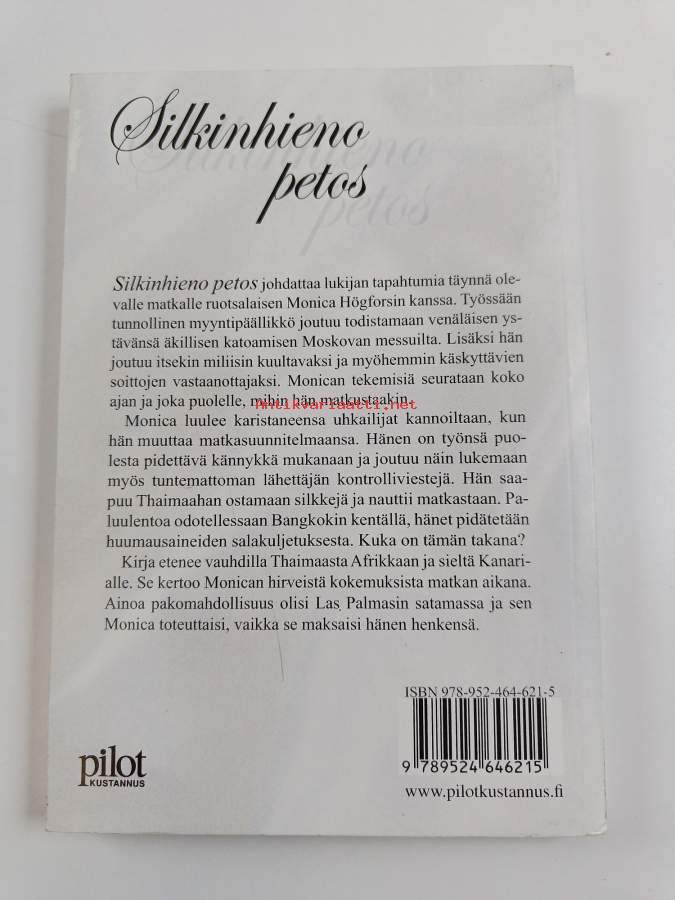 Silkinhieno
petos
Silkinhieno petos johdattaa lukijan tapahtumia täynnä ole-
valle matkalle ruotsalaisen Monica Högforsin kanssa. Työssään
tunnollinen myyntipäällikkö joutuu todistamaan venäläisen ys-
tävänsä äkillisen katoamisen Moskovan messuilta. Lisäksi hän
joutuu itsekin miliisin kuultavaksi ja myöhemmin käskyttävien
soittojen vastaanottajaksi. Monican tekemisiä seurataan koko
ajan ja joka puolelle, mihin hän matkustaakin.
Antikvariaatti.net
Monica luulee karistaneensa uhkailijat kannoiltaan, kun
hän muuttaa matkasuunnitelmaansa. Hänen on työnsä puo-
lesta pidettävä kännykkä mukanaan ja joutuu näin lukemaan
myös tuntemattoman lähettäjän kontrolliviestejä. Hän saa-
puu Thaimaahan ostamaan silkkejä ja nauttii matkastaan. Pa-
luulentoa odotellessaan Bangkokin kentällä, hänet pidätetään
huumausaineiden salakuljetuksesta. Kuka on tämän takana?
Kirja etenee vauhdilla Thaimaasta Afrikkaan ja sieltä Kanari-
alle. Se kertoo Monican hirveistä kokemuksista matkan aikana.
Ainoa pakomahdollisuus olisi Las Palmasin satamassa ja sen
Monica toteuttaisi, vaikka se maksaisi hänen henkensä.
ISBN 978-952-464-621-5
9 789524 646215
www.pilotkustannus.fi
pilot
KUSTANNUS